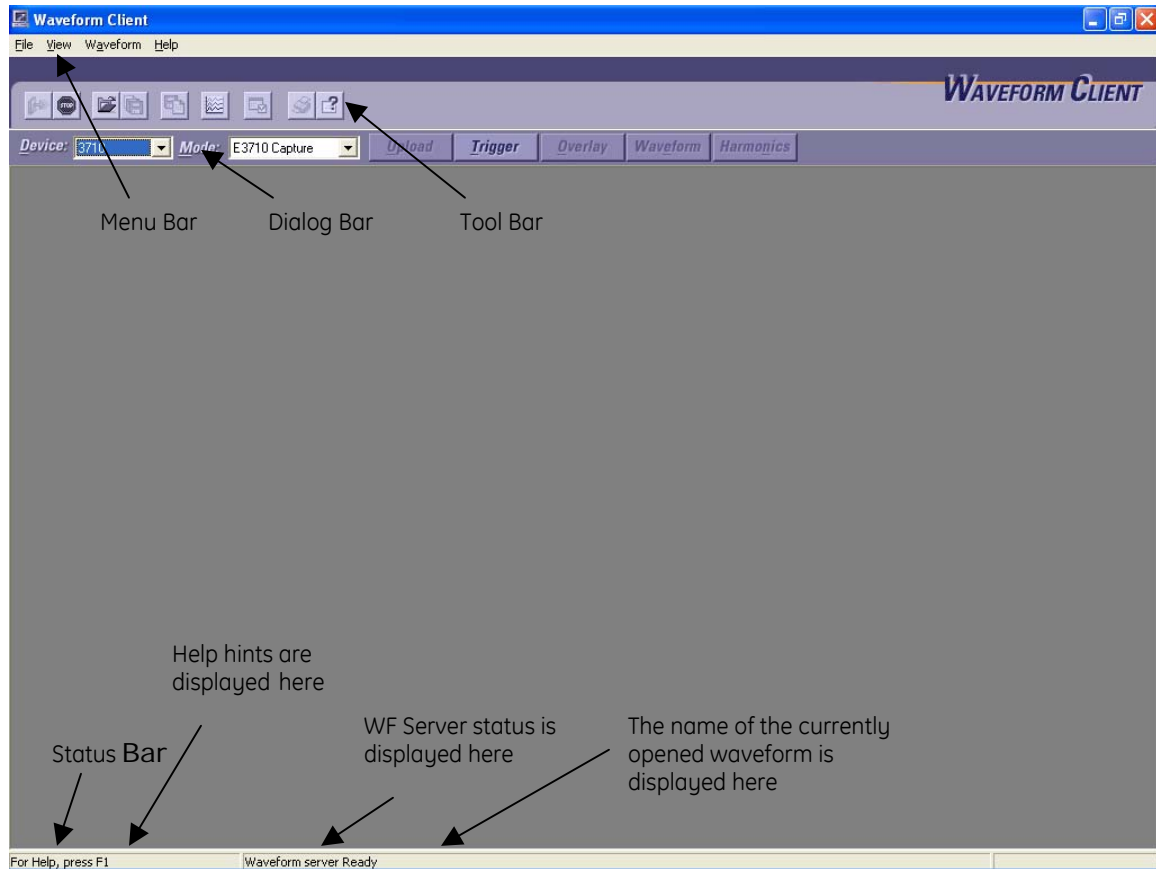 Waveform Client
File View Waveform Help
WAVEFORM CLIENT
STOP
Device: 3710 Mode: E3710 Capture Upload Trigger Overlay Waveform Harmonics
Menu Bar Dialog Bar Tool Bar
Help hints are
displayed here
Status Bar
WF Server status is
displayed here
The name of the currently
opened waveform is
displayed here
For Help, press F1 Waveform server Ready